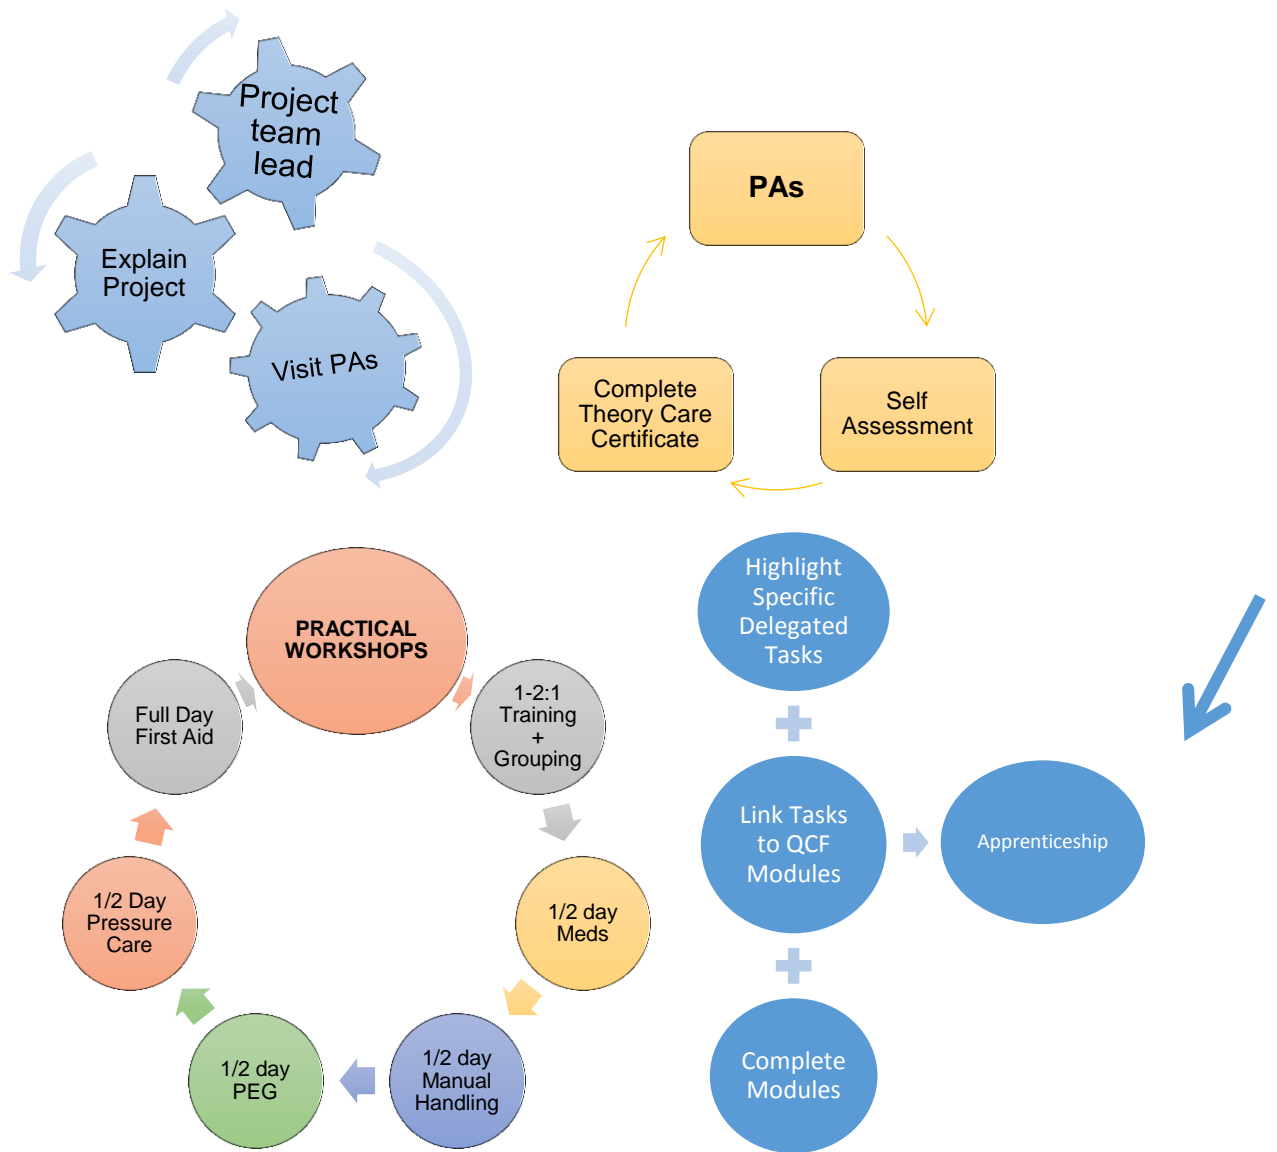 Project
team
lead
Explain
Project
Visit PAs
PAs
Self
Assessment
Complete
Theory Care
Certificate
PRACTICAL
WORKSHOPS
1-2:1
Training
+
Grouping
1/2 day
Meds
1/2 day
Manual
Handling
1/2 day
PEG
1/2 Day
Pressure
Care
Full Day
First Aid
Highlight
Specific
Delegated
Tasks
Link Tasks
to QCF
Modules
Apprenticeship
Complete
Modules